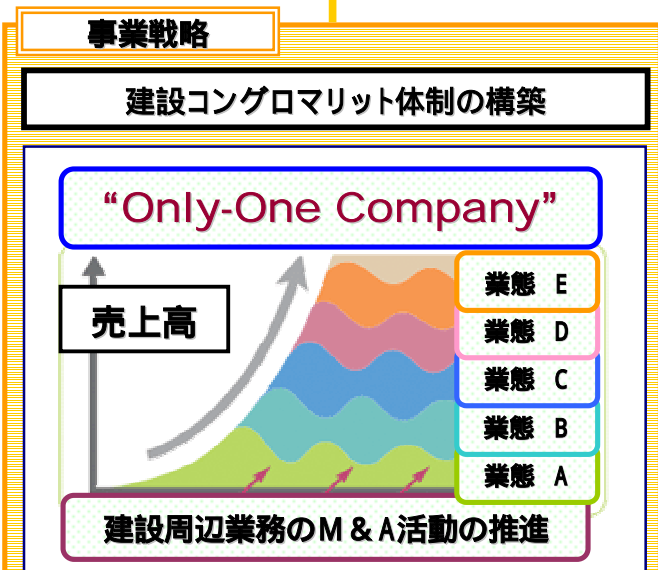 事業戦略
建設コングロマリット体制の構築
“Only-One Company”
売上高
業態 E
業態 D
業態 C
業態 B
業態 A
建設周辺業務のM&A活動の推進